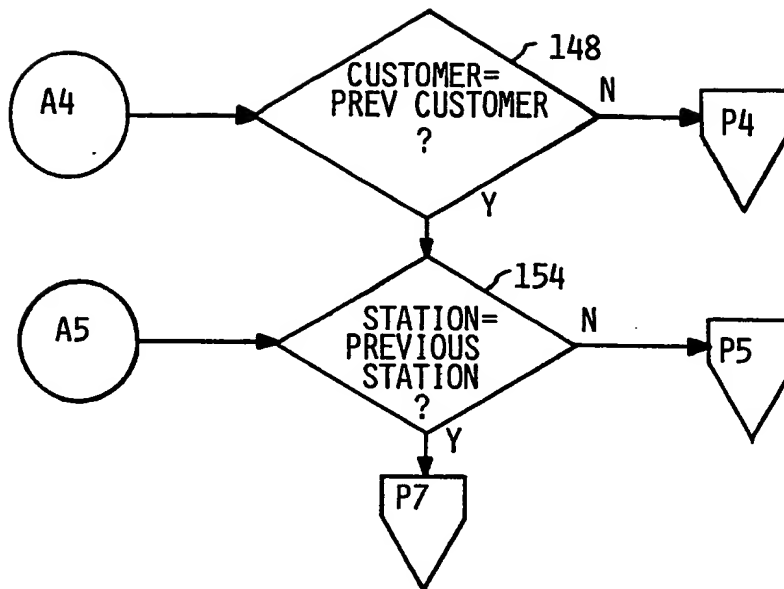 148
CUSTOMER=
PREV CUSTOMER
?
N
A4
P4
Y
154
STATION=
PREVIOUS
STATION
?
N
A5
P5
Y
P7